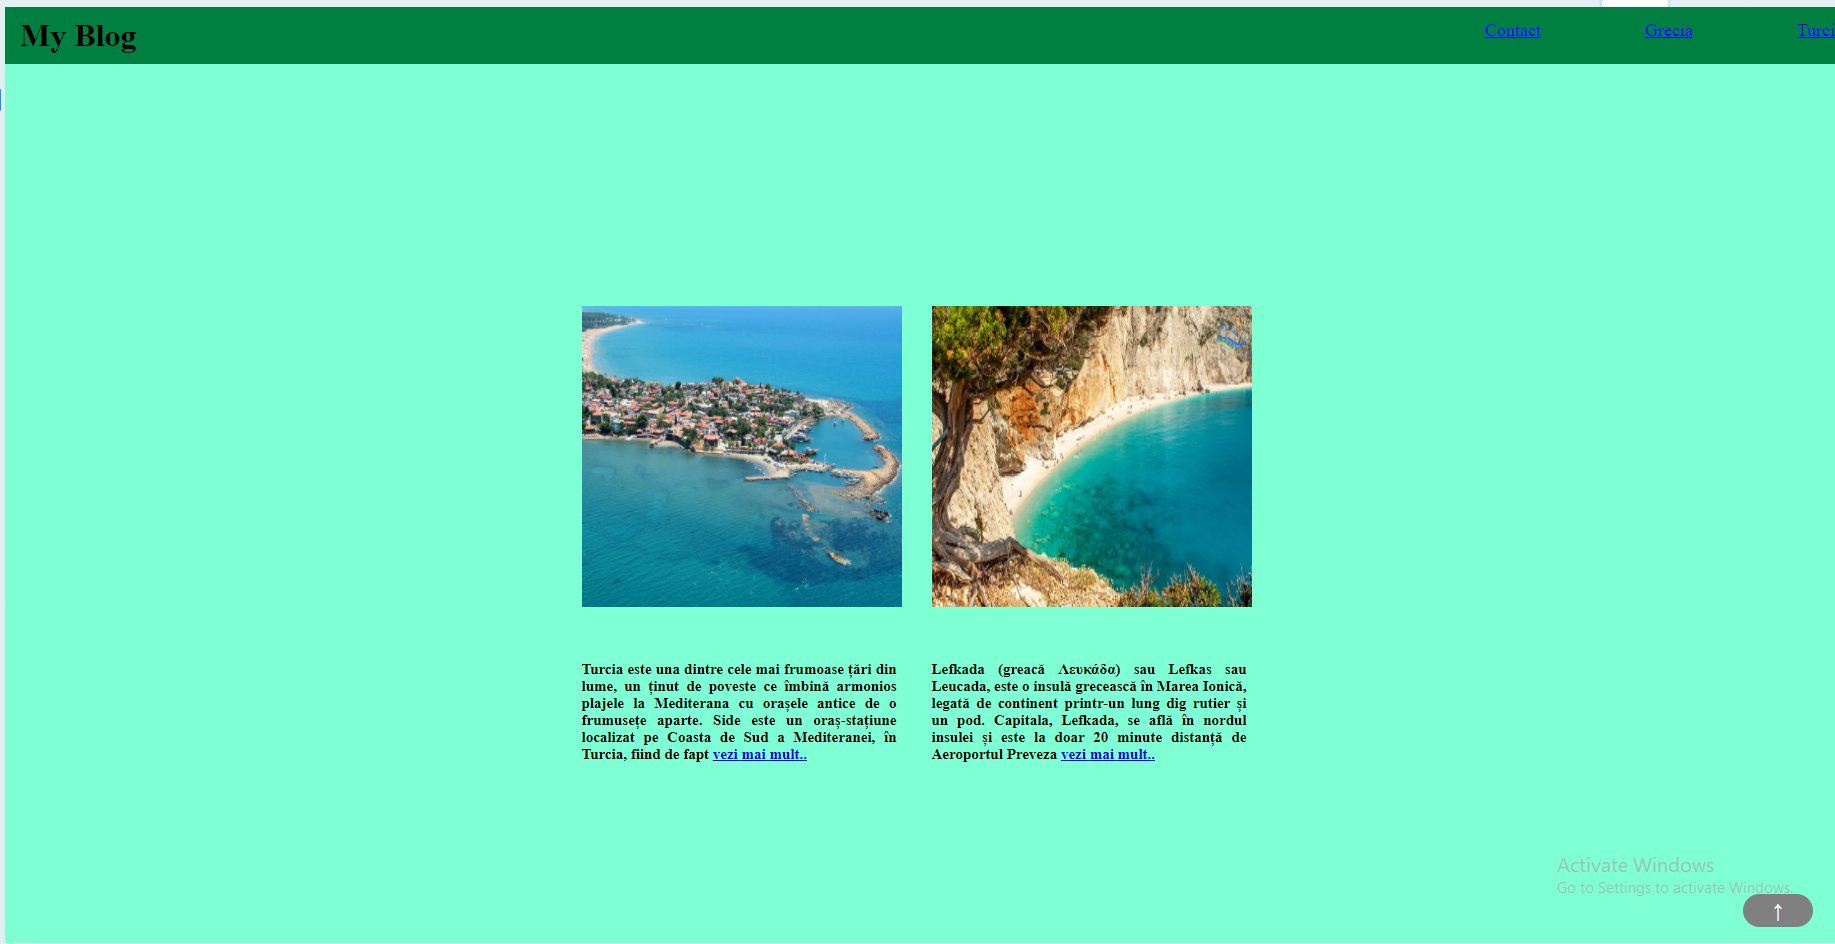 My Blog
Contact
Grecia
Turci
Turcia este una dintre cele mai frumoase țări din
lume, un ținut de poveste ce îmbină armonios
plajele la Mediterana cu orașele antice de o
frumusețe aparte. Side este un oraș-stațiune
localizat pe Coasta de Sud a Mediteranei, în
Turcia, fiind de fapt vezi mai mult..
Lefkada (greacă Λευκάδα) sau Lefkas sau
Leucada, este o insulă grecească în Marea Ionică,
legată de continent printr-un lung dig rutier și
un pod. Capitala, Lefkada, se află în nordul
insulei și este la doar 20 minute distanță de
Aeroportul Preveza vezi mai mult..
Activate Windows
Go to Settings to activate Windows.
↑